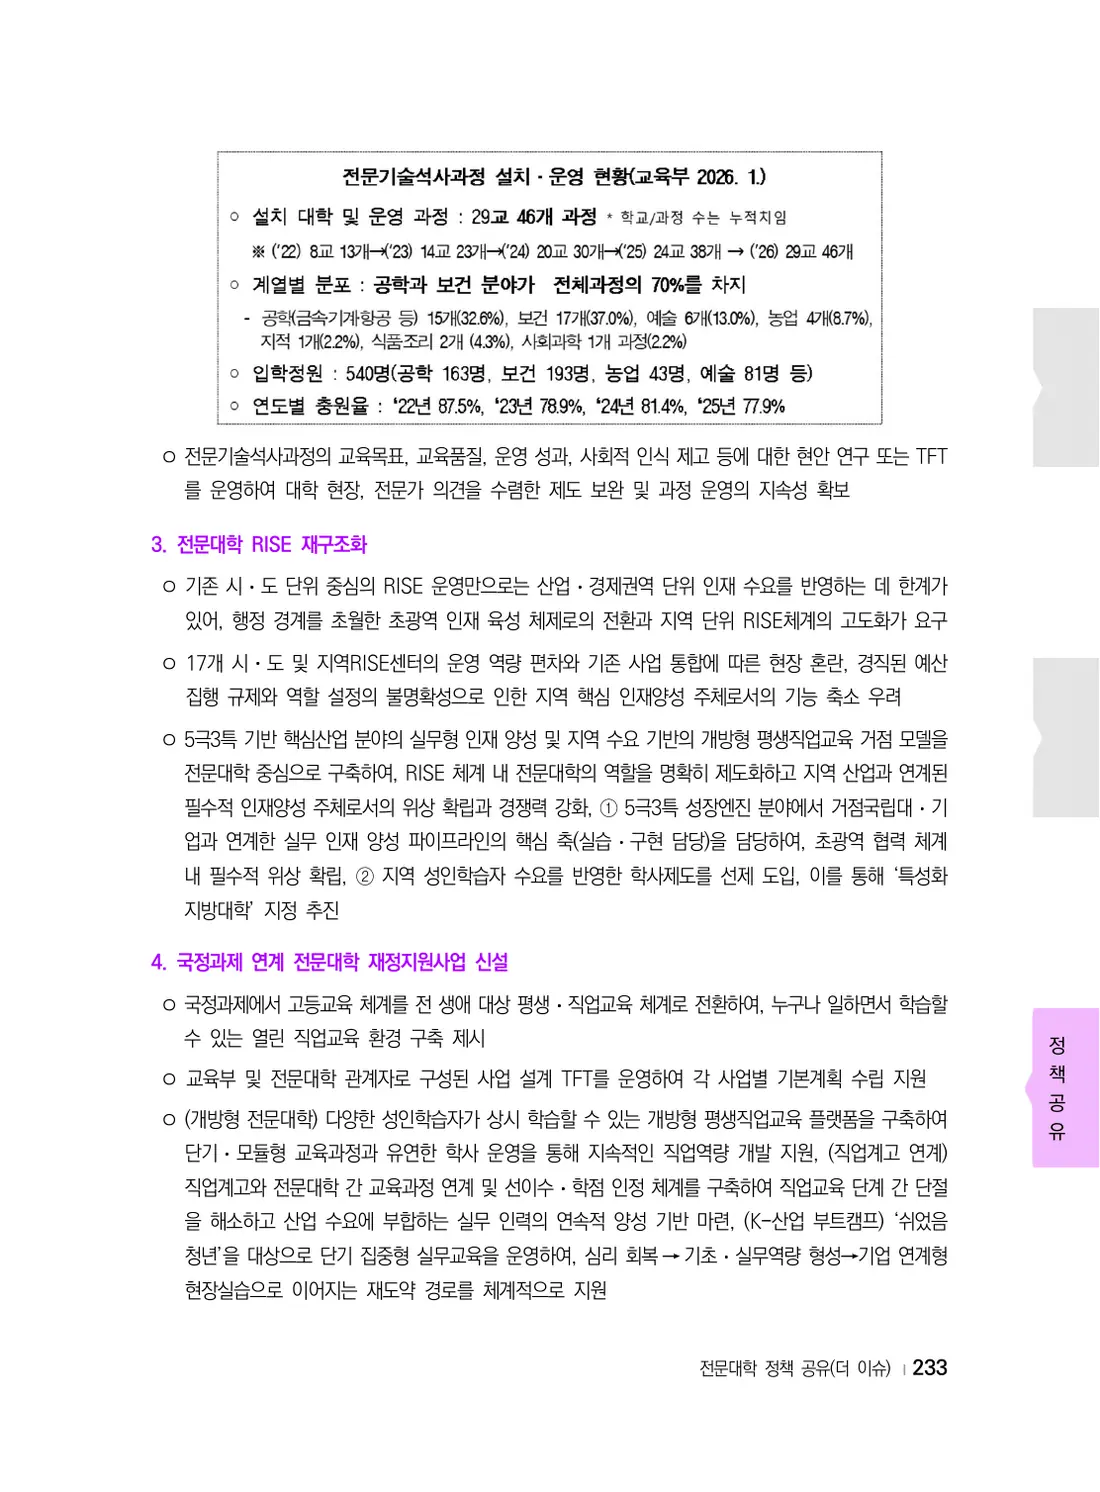 전문기술석사과정 설치·운영 현황(교육부 2026. 1.)
○ 설치 대학 및 운영 과정 : 29교 46개 과정 * 학교/과정 수는 누적치임
※ ('22) 8교 13개→('23) 14교 23개→('24) 20교 30개→('25) 24교 38개 → ('26) 29교 46개
○ 계열별 분포 : 공학과 보건 분야가 전체과정의 70%를 차지
- 공학(금속·기계·항공 등) 15개(32.6%), 보건 17개(37.0%), 예술 6개(13.0%), 농업 4개(8.7%),
지적 1개(2.2%), 식품·조리 2개 (4.3%), 사회과학 1개 과정(2.2%)
○ 입학정원 : 540명(공학 163명, 보건 193명, 농업 43명, 예술 81명 등)
○ 연도별 충원율 : ‘22년 87.5%, ‘23년 78.9%, ‘24년 81.4%, ‘25년 77.9%
○ 전문기술석사과정의 교육목표, 교육품질, 운영 성과, 사회적 인식 제고 등에 대한 현안 연구 또는 TFT
를 운영하여 대학 현장, 전문가 의견을 수렴한 제도 보완 및 과정 운영의 지속성 확보
3. 전문대학 RISE 재구조화
○ 기존 시·도 단위 중심의 RISE 운영만으로는 산업·경제권역 단위 인재 수요를 반영하는 데 한계가
있어, 행정 경계를 초월한 초광역 인재 육성 체제로의 전환과 지역 단위 RISE체계의 고도화가 요구
○ 17개 시·도 및 지역RISE센터의 운영 역량 편차와 기존 사업 통합에 따른 현장 혼란, 경직된 예산
집행 규제와 역할 설정의 불명확성으로 인한 지역 핵심 인재양성 주체로서의 기능 축소 우려
○ 5극3특 기반 핵심산업 분야의 실무형 인재 양성 및 지역 수요 기반의 개방형 평생직업교육 거점 모델을
전문대학 중심으로 구축하여, RISE 체계 내 전문대학의 역할을 명확히 제도화하고 지역 산업과 연계된
필수적 인재양성 주체로서의 위상 확립과 경쟁력 강화, ① 5극3특 성장엔진 분야에서 거점국립대·기
업과 연계한 실무 인재 양성 파이프라인의 핵심 축(실습·구현 담당)을 담당하여, 초광역 협력 체계
내 필수적 위상 확립, ② 지역 성인학습자 수요를 반영한 학사제도를 선제 도입, 이를 통해 ‘특성화
지방대학’ 지정 추진
4. 국정과제 연계 전문대학 재정지원사업 신설
○ 국정과제에서 고등교육 체계를 전 생애 대상 평생·직업교육 체계로 전환하여, 누구나 일하면서 학습할
수 있는 열린 직업교육 환경 구축 제시
○ 교육부 및 전문대학 관계자로 구성된 사업 설계 TFT를 운영하여 각 사업별 기본계획 수립 지원
○ (개방형 전문대학) 다양한 성인학습자가 상시 학습할 수 있는 개방형 평생직업교육 플랫폼을 구축하여
단기·모듈형 교육과정과 유연한 학사 운영을 통해 지속적인 직업역량 개발 지원, (직업계고 연계)
직업계고와 전문대학 간 교육과정 연계 및 선이수·학점 인정 체계를 구축하여 직업교육 단계 간 단절
을 해소하고 산업 수요에 부합하는 실무 인력의 연속적 양성 기반 마련, (K-산업 부트캠프) ‘쉬었음
청년’을 대상으로 단기 집중형 실무교육을 운영하여, 심리 회복→기초·실무역량 형성→기업 연계형
현장실습으로 이어지는 재도약 경로를 체계적으로 지원
정
책
공
유
전문대학 정책 공유(더 이슈) | 233